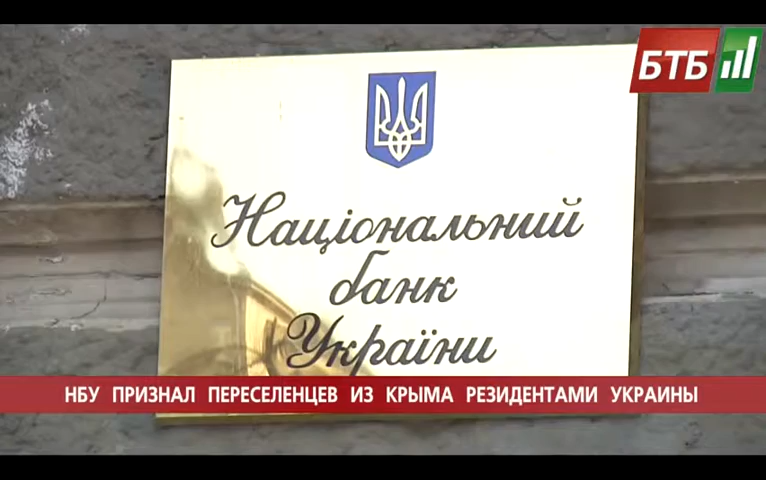 БТБ
Національний
банк
України
НБУ ПРИЗНАЛ ПЕРЕСЕЛЕНЦЕВ ИЗ КРЫМА РЕЗИДЕНТАМИ УКРАИНЫ